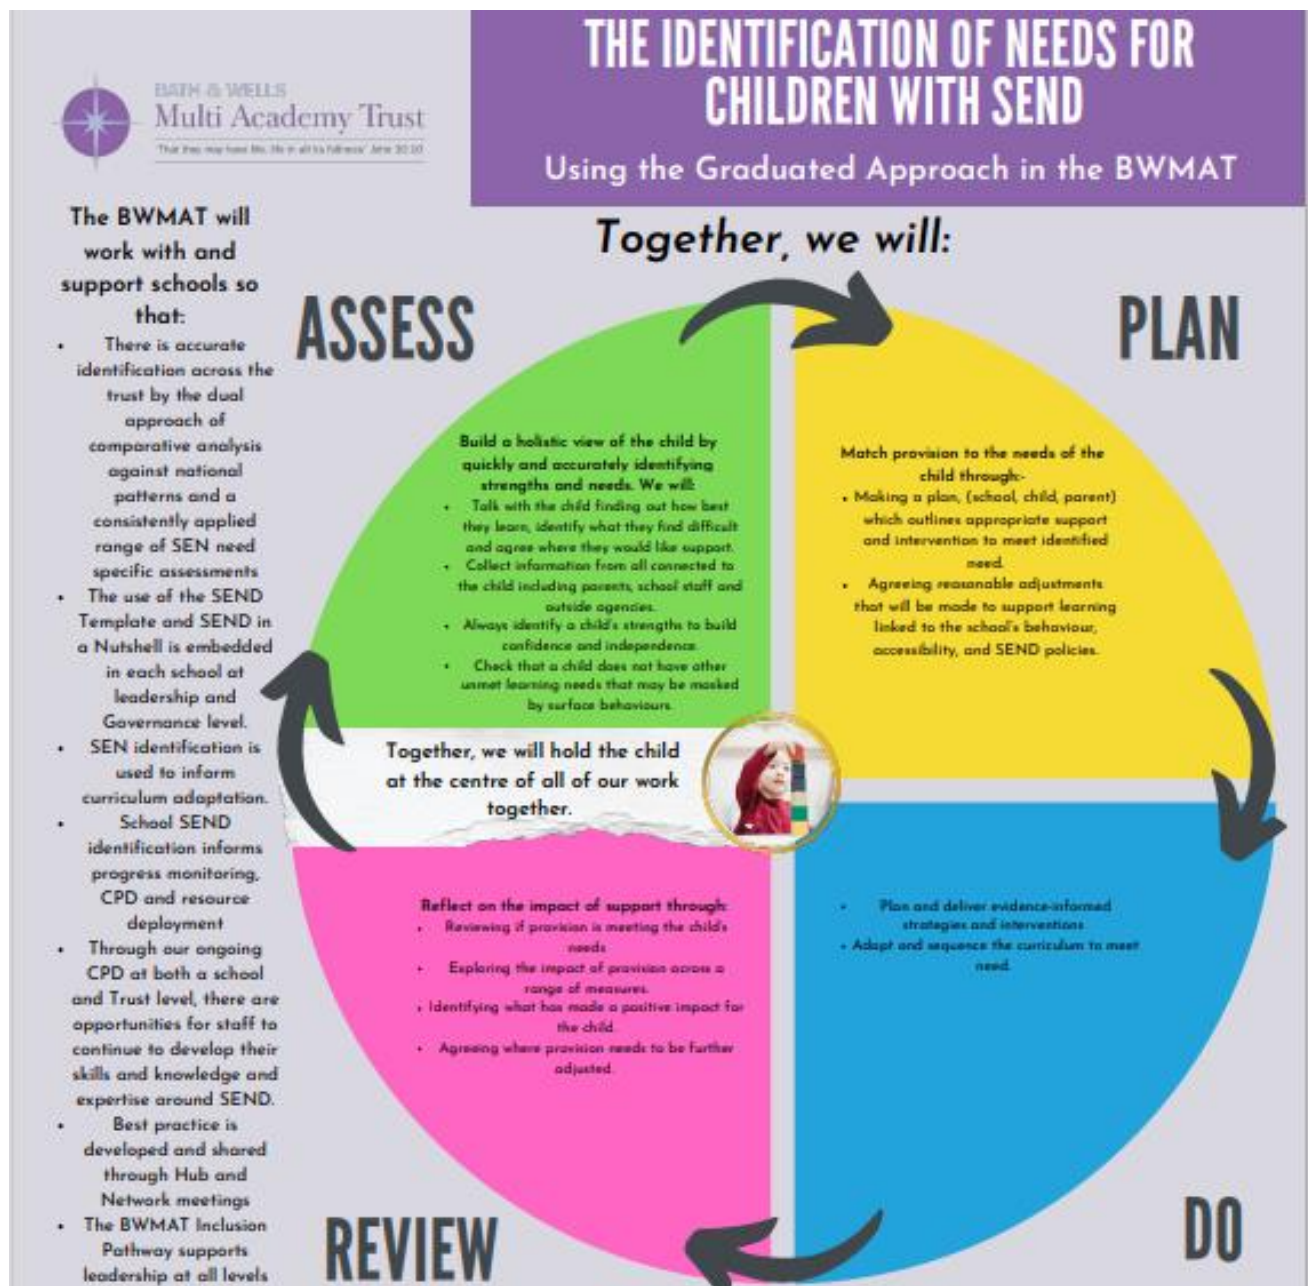 BATH & WELLS
Multi Academy Trust
'That they may have life, life in all its fullness' John 10:10
THE IDENTIFICATION OF NEEDS FOR
CHILDREN WITH SEND
Using the Graduated Approach in the BWMAT
The BWMAT will
work with and
support schools so
that:
• There is accurate
identification across the
trust by the dual
approach of
comparative analysis
against national
patterns and a
consistently applied
range of SEN need
specific assessments
• The use of the SEND
Template and SEND in
a Nutshell is embedded
in each school at
leadership and
Governance level.
• SEN identification is
used to inform
curriculum adaptation.
• School SEND
identification informs
progress monitoring,
CPD and resource
deployment
• Through our ongoing
CPD at both a school
and Trust level, there are
opportunities for staff to
continue to develop their
skills and knowledge and
expertise around SEND.
• Best practice is
developed and shared
through Hub and
Network meetings
• The BWMAT Inclusion
Pathway supports
leadership at all levels
Together, we will:
ASSESS
Build a holistic view of the child by
quickly and accurately identifying
strengths and needs. We will:
• Talk with the child finding out how best
they learn, identify what they find difficult
and agree where they would like support.
• Collect information from all connected to
the child including parents, school staff and
outside agencies.
• Always identify a child's strengths to build
confidence and independence.
• Check that a child does not have other
unmet learning needs that may be masked
by surface behaviours.
PLAN
Match provision to the needs of the
child through:-
• Making a plan, (school, child, parent)
which outlines appropriate support
and intervention to meet identified
need.
• Agreeing reasonable adjustments
that will be made to support learning
linked to the school's behaviour,
accessibility, and SEND policies.
Together, we will hold the child
at the centre of all of our work
together.
Reflect on the impact of support through:
• Reviewing if provision is meeting the child's
needs
• Exploring the impact of provision across a
range of measures.
• Identifying what has made a positive impact for
the child.
• Agreeing where provision needs to be further
adjusted.
REVIEW
• Plan and deliver evidence-informed
strategies and interventions
• Adapt and sequence the curriculum to meet
need.
DO